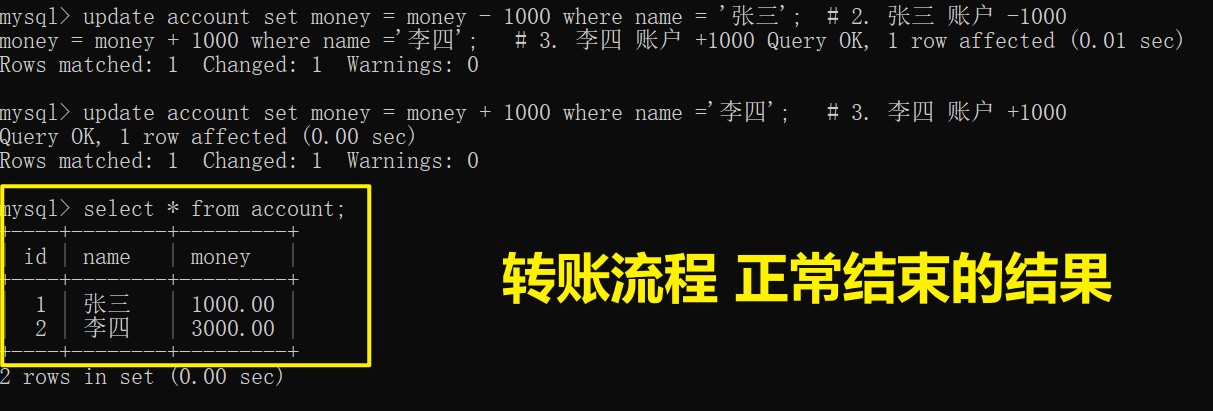 mysql> update account set money = money - 1000 where name = '张三';  # 2. 张三 账户 -1000
money = money + 1000 where name ='李四';   # 3. 李四 账户 +1000 Query OK, 1 row affected (0.01 sec)
Rows matched: 1  Changed: 1  Warnings: 0
mysql> update account set money = money + 1000 where name ='李四';   # 3. 李四 账户 +1000
Query OK, 1 row affected (0.00 sec)
Rows matched: 1  Changed: 1  Warnings: 0
mysql> select * from account;
+----+--------+---------+
| id | name   | money   |
+----+--------+---------+
|  1 | 张三   | 1000.00 |
|  2 | 李四   | 3000.00 |
+----+--------+---------+
2 rows in set (0.00 sec)
转账流程 正常结束的结果